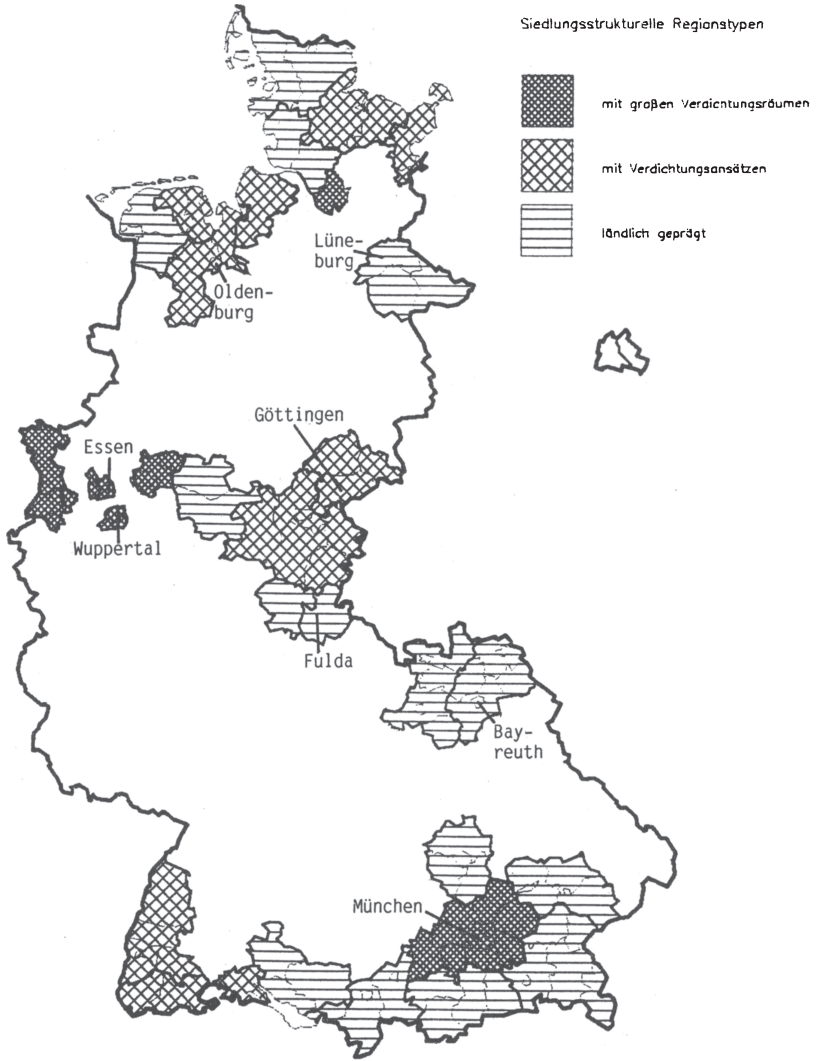 Siedlungsstrukturelle Regionstypen
mit großen Verdichtungsräumen
mit Verdichtungsansätzen
ländlich geprägt
Lüne-
burg
Olden-
burg
Göttingen
Essen
Wuppertal
Fulda
Bay-
reuth
München